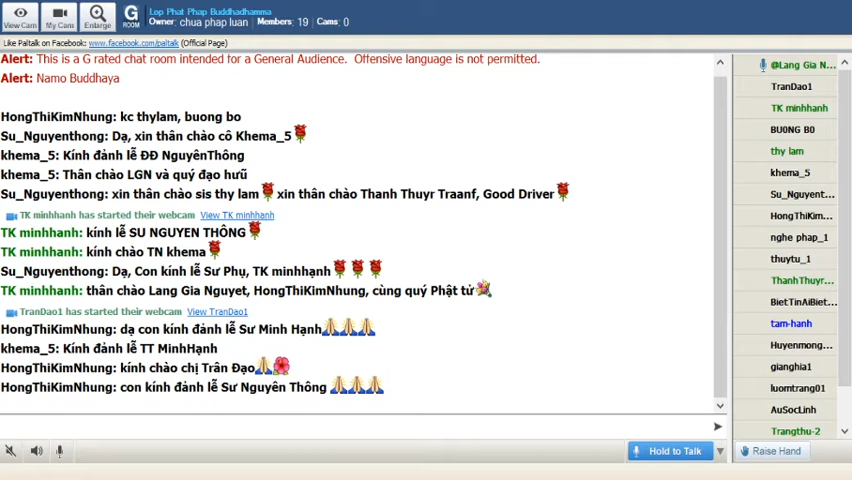 View Cam
My Cam
Enlarge
G
ROOM
Lop Phat Phap Buddhadhamma
Owner: chua phap luan Members: 19 Cams: 0
Like Paltalk on Facebook: www.facebook.com/paltalk (Official Page)
Alert: This is a G rated chat room intended for a General Audience. Offensive language is not permitted.
Alert: Namo Buddhaya
HongThiKimNhung: kc thylam, buong bo
Su_Nguyenthong: Dạ, xin thân chào cô Khema_5
khema_5: Kính đảnh lễ ĐĐ NguyênThông
khema_5: Thân chào LGN và quý đạo hưũ
Su_Nguyenthong: xin thân chào sis thy lam xin thân chào Thanh Thuyr Traanf, Good Driver
TK minhhanh has started their webcam View TK minhhanh
TK minhhanh: kính lễ SU NGUYEN THÔNG
TK minhhanh: kính chào TN khema
Su_Nguyenthong: Dạ, Con kính lễ Sư Phụ, TK minhhạnh
TK minhhanh: thân chào Lang Gia Nguyet, HongThiKimNhung, cùng quý Phật tử
TranDao1 has started their webcam View TranDao1
HongThiKimNhung: dạ con kính đảnh lễ Sư Minh Hạnh
khema_5: Kính đảnh lễ TT MinhHạnh
HongThiKimNhung: kính chào chị Trân Đạo
HongThiKimNhung: con kính đảnh lễ Sư Nguyên Thông
Hold to Talk
@Lang Gia N...
TranDao1
TK minhhanh
BU0NG B0
thy lam
khema_5
Su_Nguyent...
HongThiKim...
nghe phap_1
thuytu_1
ThanhThuyr...
BietTinAiBiet...
tam-hanh
Huyenmong...
gianghia1
luomtrang01
AuSocLinh
Trangthu-2
Raise Hand